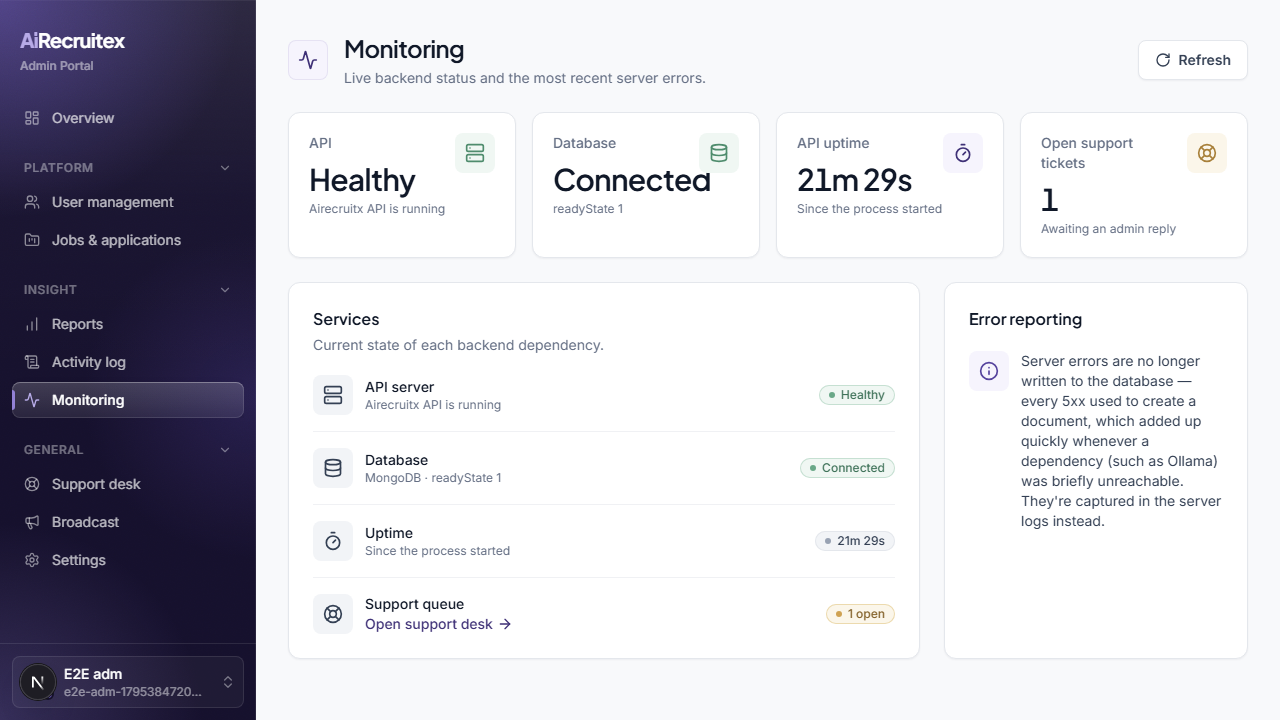 AiRecruitex
Admin Portal
Overview
PLATFORM
User management
Jobs & applications
INSIGHT
Reports
Activity log
Monitoring
GENERAL
Support desk
Broadcast
Settings
N
E2E adm
e2e-adm-1795384720...
Monitoring
Live backend status and the most recent server errors.
Refresh
API
Healthy
Airecruitx API is running
Database
Connected
readyState 1
API uptime
21m 29s
Since the process started
Open support
tickets
1
Awaiting an admin reply
Services
Current state of each backend dependency.
API server
Airecruitx API is running
Healthy
Database
MongoDB · readyState 1
Connected
Uptime
Since the process started
21m 29s
Support queue
Open support desk →
1 open
Error reporting
Server errors are no longer
written to the database —
every 5xx used to create a
document, which added up
quickly whenever a
dependency (such as Ollama)
was briefly unreachable.
They're captured in the server
logs instead.